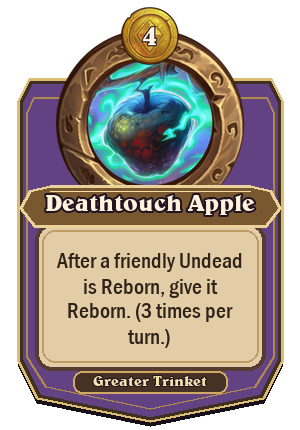 4
Deathtouch Apple
After a friendly Undead
is Reborn, give it
Reborn. (3 times per
turn.)
Greater Trinket